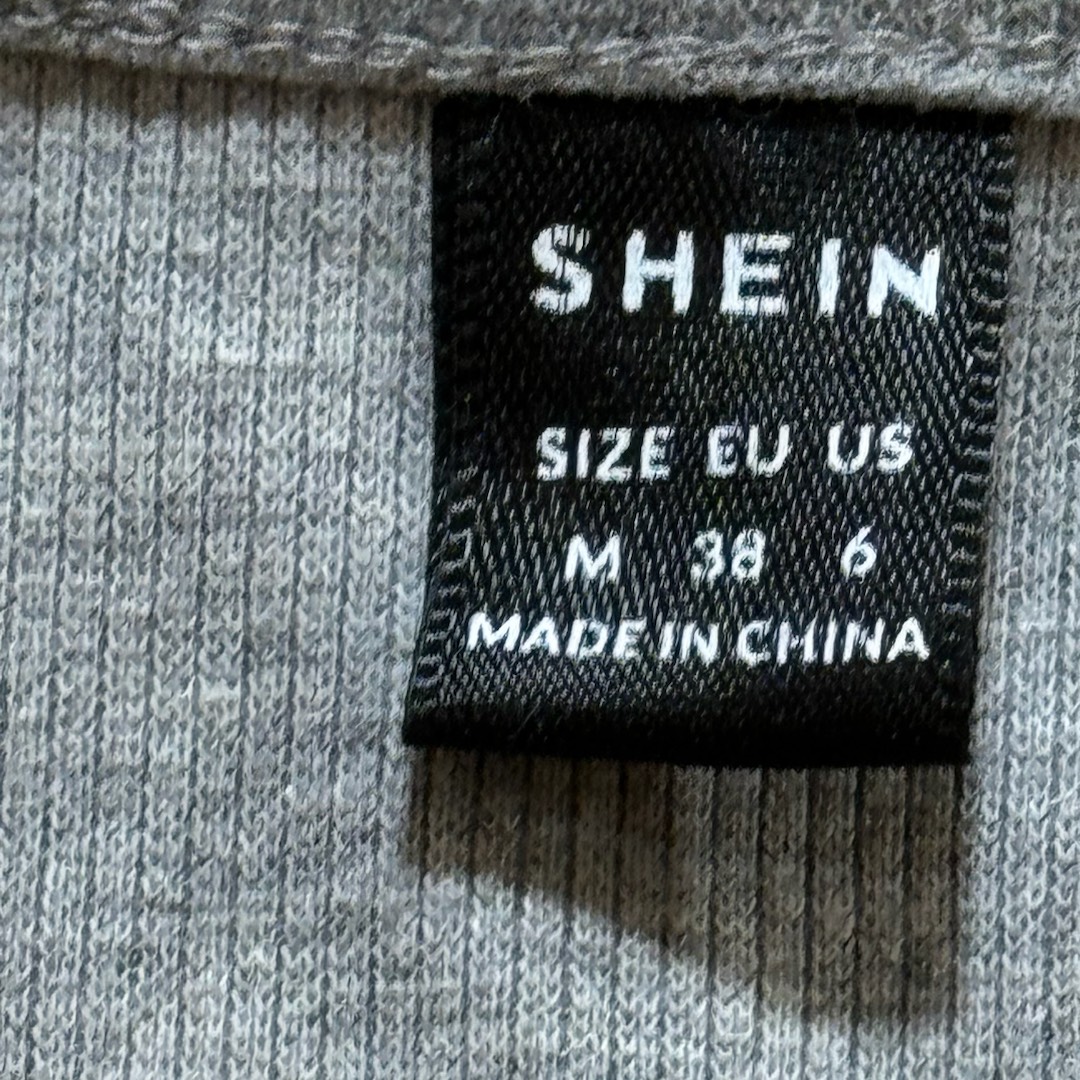 SHEIN
SIZE EU US
M 38 6
MADE IN CHINA